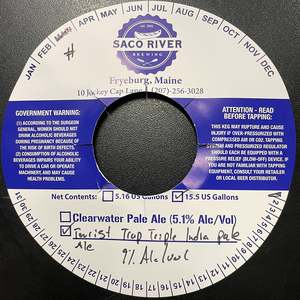 JAN FEB MAR APR MAY JUN JUL AUG SEP OCT NOV DEC
SACO RIVER
BREWING
Fryeburg, Maine
10 Jockey Cap Lane (207)-256-3028
GOVERNMENT WARNING:
(1) ACCORDING TO THE SURGEON
GENERAL, WOMEN SHOULD NOT
DRINK ALCOHOLIC BEVERAGES
DURING PREGNANCY BECAUSE OF
THE RISK OF BIRTH DEFECTS.
(2) CONSUMPTION OF ALCOHOLIC
BEVERAGES IMPAIRS YOUR ABILITY
TO DRIVE A CAR OR OPERATE
MACHINERY, AND MAY CAUSE
HEALTH PROBLEMS.
ATTENTION - READ
BEFORE TAPPING:
THIS KEG MAY RUPTURE AND CAUSE
INJURY IF OVER-PRESSURIZED WITH
COMPRESSED AIR OR CO2. TAPPING
SYSTEM AND REGULATOR
SHOULD EACH BE EQUIPPED WITH A
PRESSURE RELIEF (BLOW-OFF) DEVICE. IF
YOU ARE NOT FAMILIAR WITH TAPPING
EQUIPMENT, CONSULT YOUR RETAILER
OR LOCAL BEER DISTRIBUTOR.
Net Contents: 5.16 US Gallons 15.5 US Gallons
Clearwater Pale Ale (5.1% Alc/Vol)
Tourist Trap Triple India Pale
Ale
9% Alc/vol